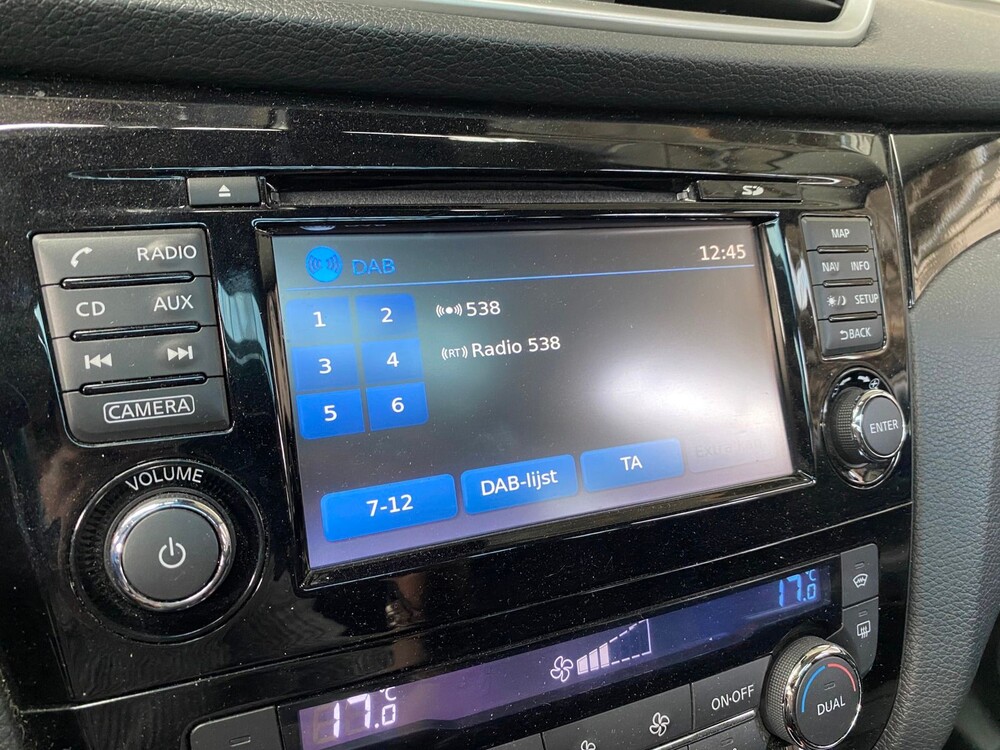 SD
RADIO
CD AUX
CAMERA
VOLUME
DAB
12:45
1 2
3 4
5 6
538
(RT) Radio 538
7-12
DAB-lijst
TA
MAP
NAV INFO
SETUP
BACK
ENTER
17.0 °C
17.0 °C
ON·OFF
DUAL